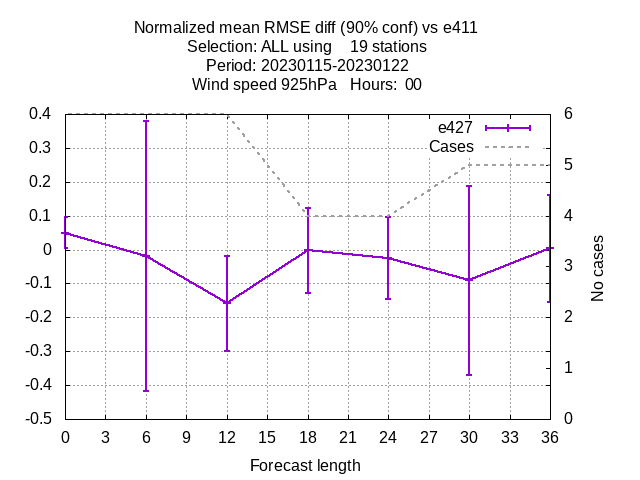 Normalized mean RMSE diff (90% conf) vs e411
Selection: ALL using    19 stations
Period: 20230115-20230122
Wind speed 925hPa   Hours:  00
e427
Cases
0.4
0.3
0.2
0.1
0
-0.1
-0.2
-0.3
-0.4
-0.5
6
5
4
3
2
1
0
No cases
0 3 6 9 12 15 18 21 24 27 30 33 36
Forecast length